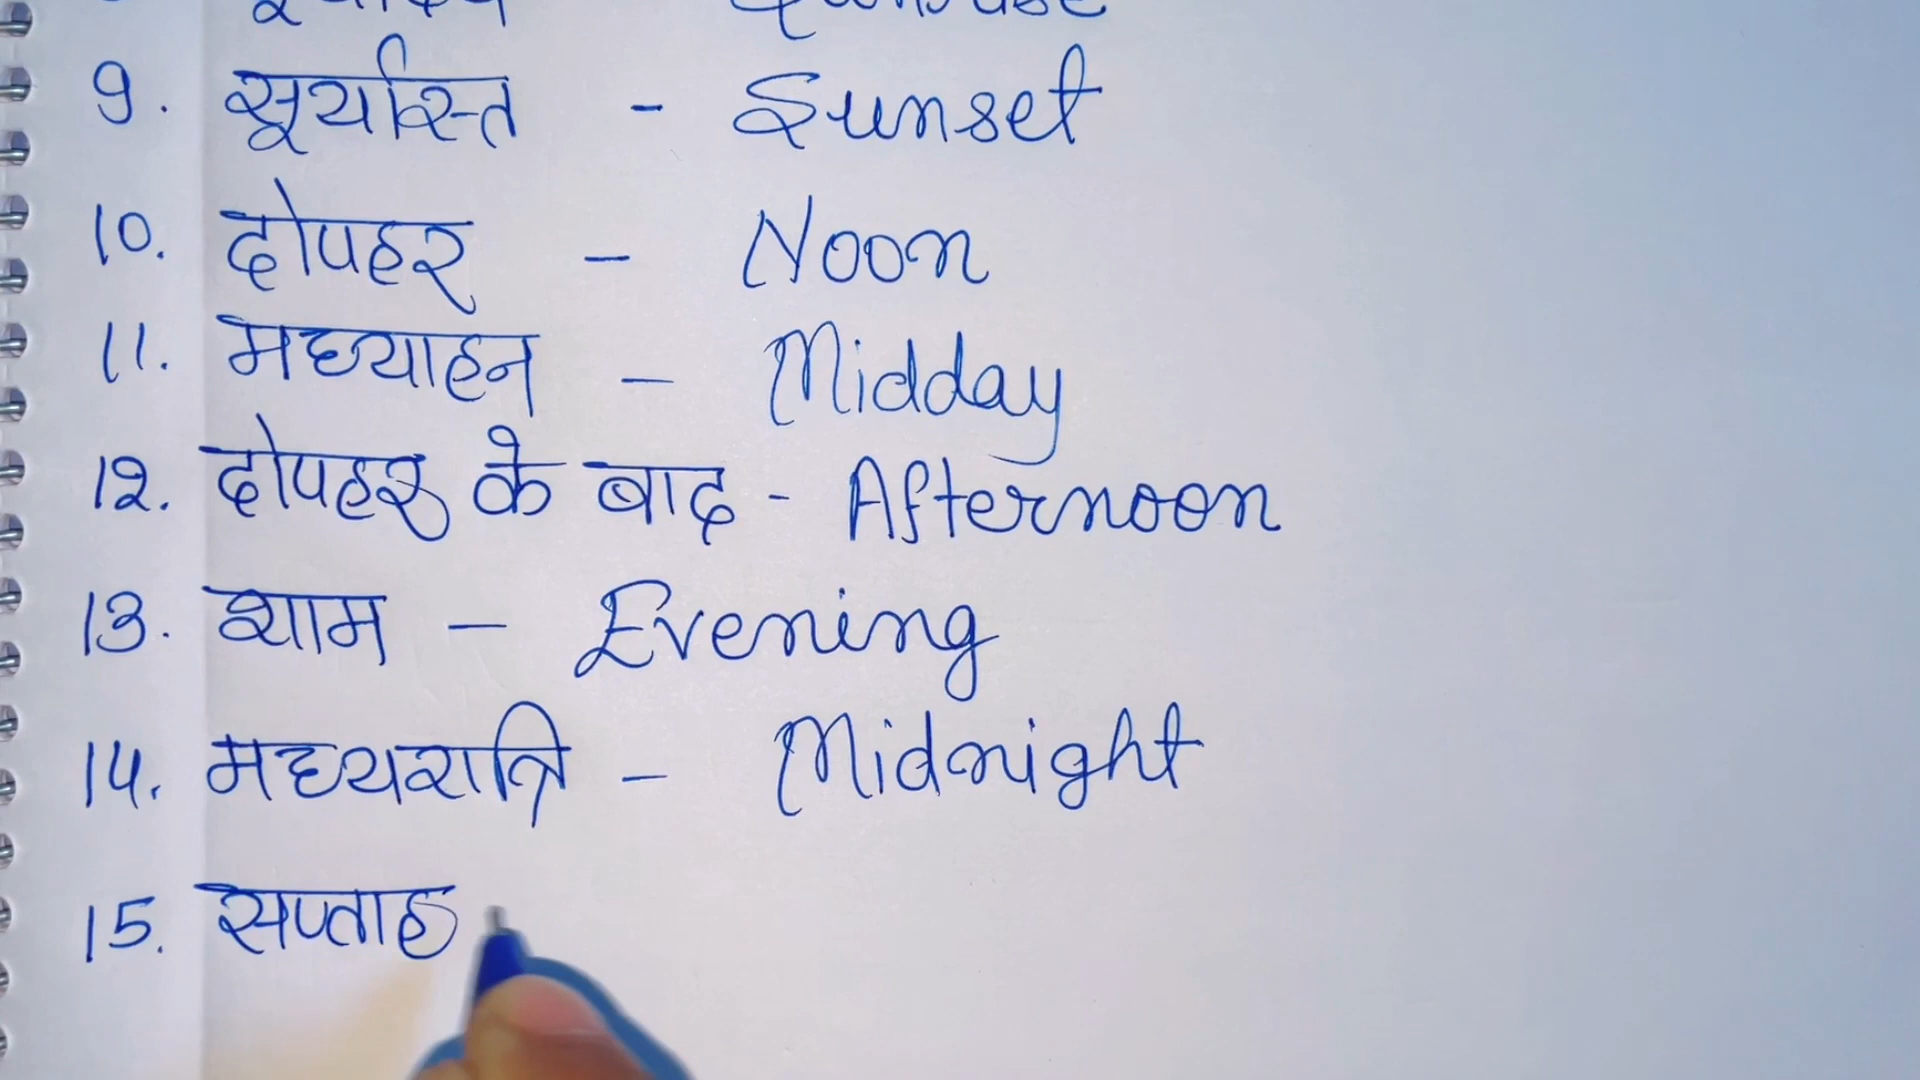 9. सूर्यास्त - Sunset
10. दोपहर - Noon
11. मध्याहन - Midday
12. दोपहर के बाद - Afternoon
13. शाम - Evening
14. मध्यरात्रि - Midnight
15. सप्ताह